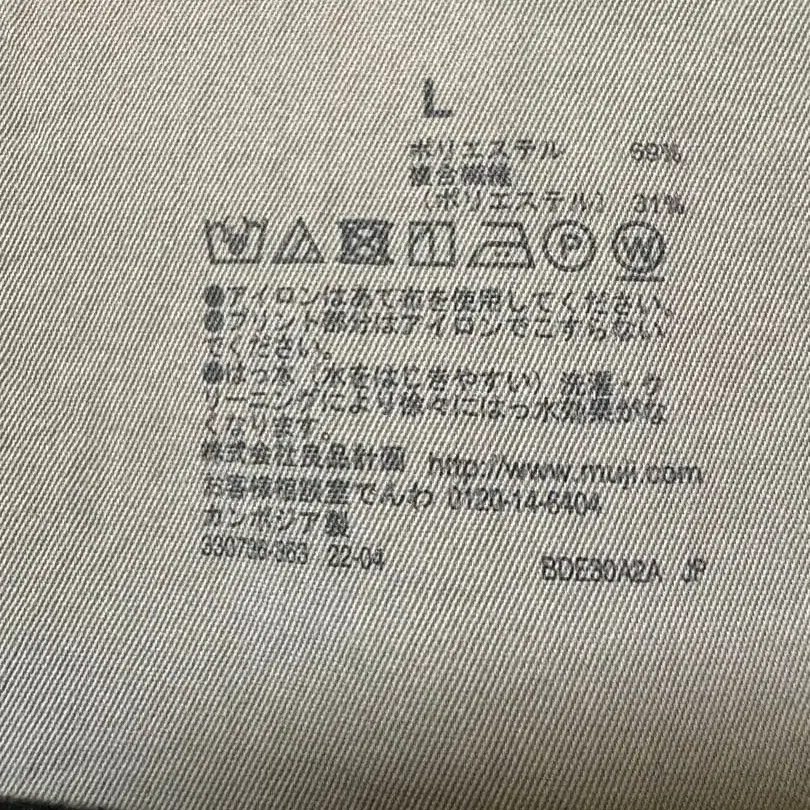 L
ポリエステル 69%
複合繊維
(ポリエステル) 31%
P W
●アイロンはあて布を使用してください。
●プリント部分はアイロンでこすらない
でください。
●はっ水(水をはじきやすい)洗濯・ク
リーニングにより徐々にはっ水効果がな
くなります。
株式会社良品計画 http://www.muji.com
お客様相談室でんわ 0120-14-6404
カンボジア製
22-04 BDE30A2A JP